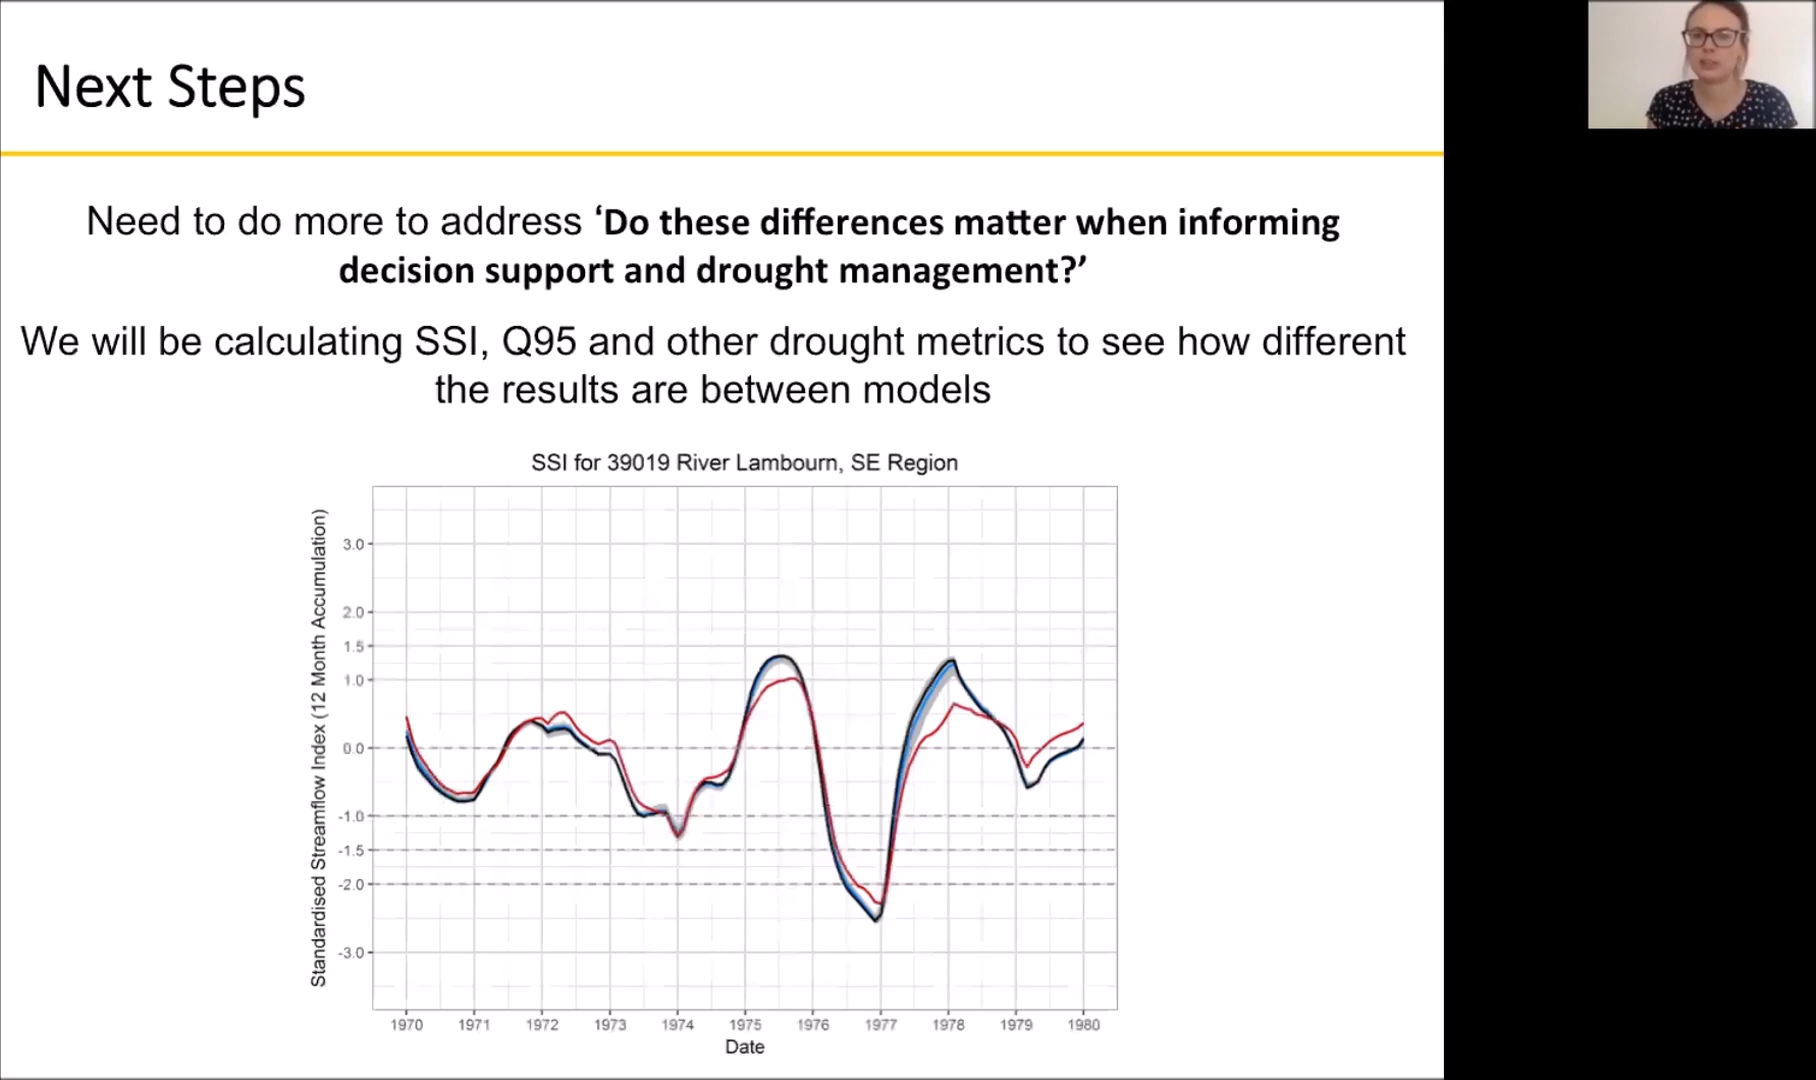 Next Steps
Need to do more to address ‘Do these differences matter when informing
decision support and drought management?’
We will be calculating SSI, Q95 and other drought metrics to see how different
the results are between models
SSI for 39019 River Lambourn, SE Region
Standardised Streamflow Index (12 Month Accumulation)
3.0
2.0
1.5
1.0
0.0
-1.0
-1.5
-2.0
-3.0
1970 1971 1972 1973 1974 1975 1976 1977 1978 1979 1980
Date